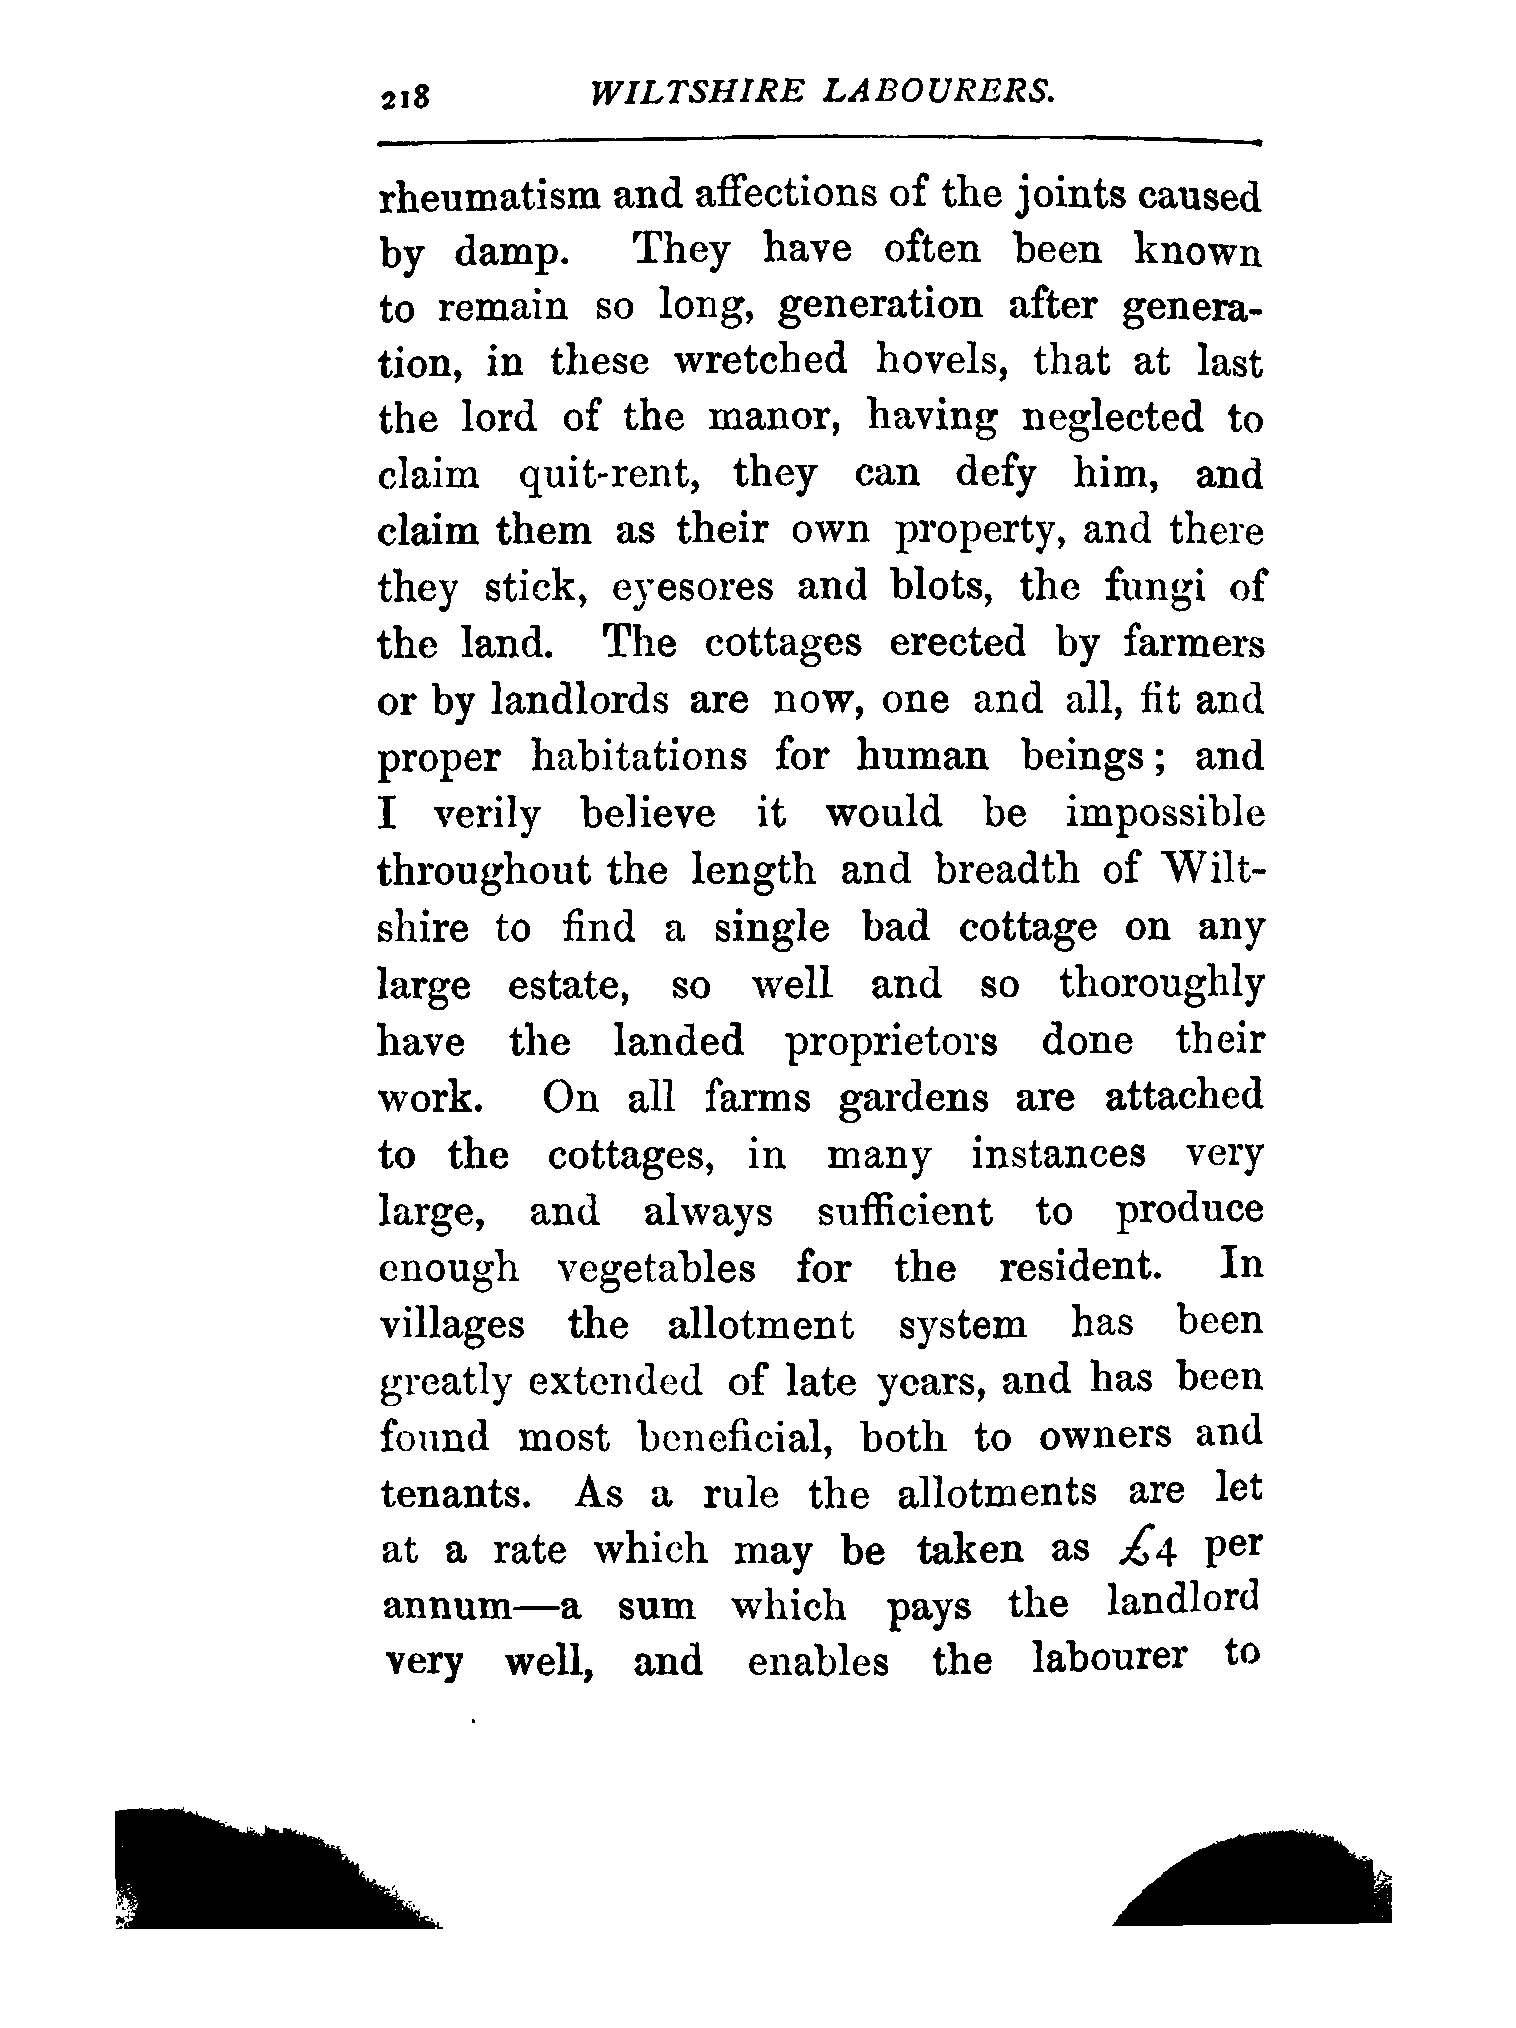 218 WILTSHIRE LABOURERS.
rheumatism and affections of the joints caused
by damp. They have often been known
to remain so long, generation after genera-
tion, in these wretched hovels, that at last
the lord of the manor, having neglected to
claim quit-rent, they can defy him, and
claim them as their own property, and there
they stick, eyesores and blots, the fungi of
the land. The cottages erected by farmers
or by landlords are now, one and all, fit and
proper habitations for human beings; and
I verily believe it would be impossible
throughout the length and breadth of Wilt-
shire to find a single bad cottage on any
large estate, so well and so thoroughly
have the landed proprietors done their
work. On all farms gardens are attached
to the cottages, in many instances very
large, and always sufficient to produce
enough vegetables for the resident. In
villages the allotment system has been
greatly extended of late years, and has been
found most beneficial, both to owners and
tenants. As a rule the allotments are let
at a rate which may be taken as £4 per
annum—a sum which pays the landlord
very well, and enables the labourer to